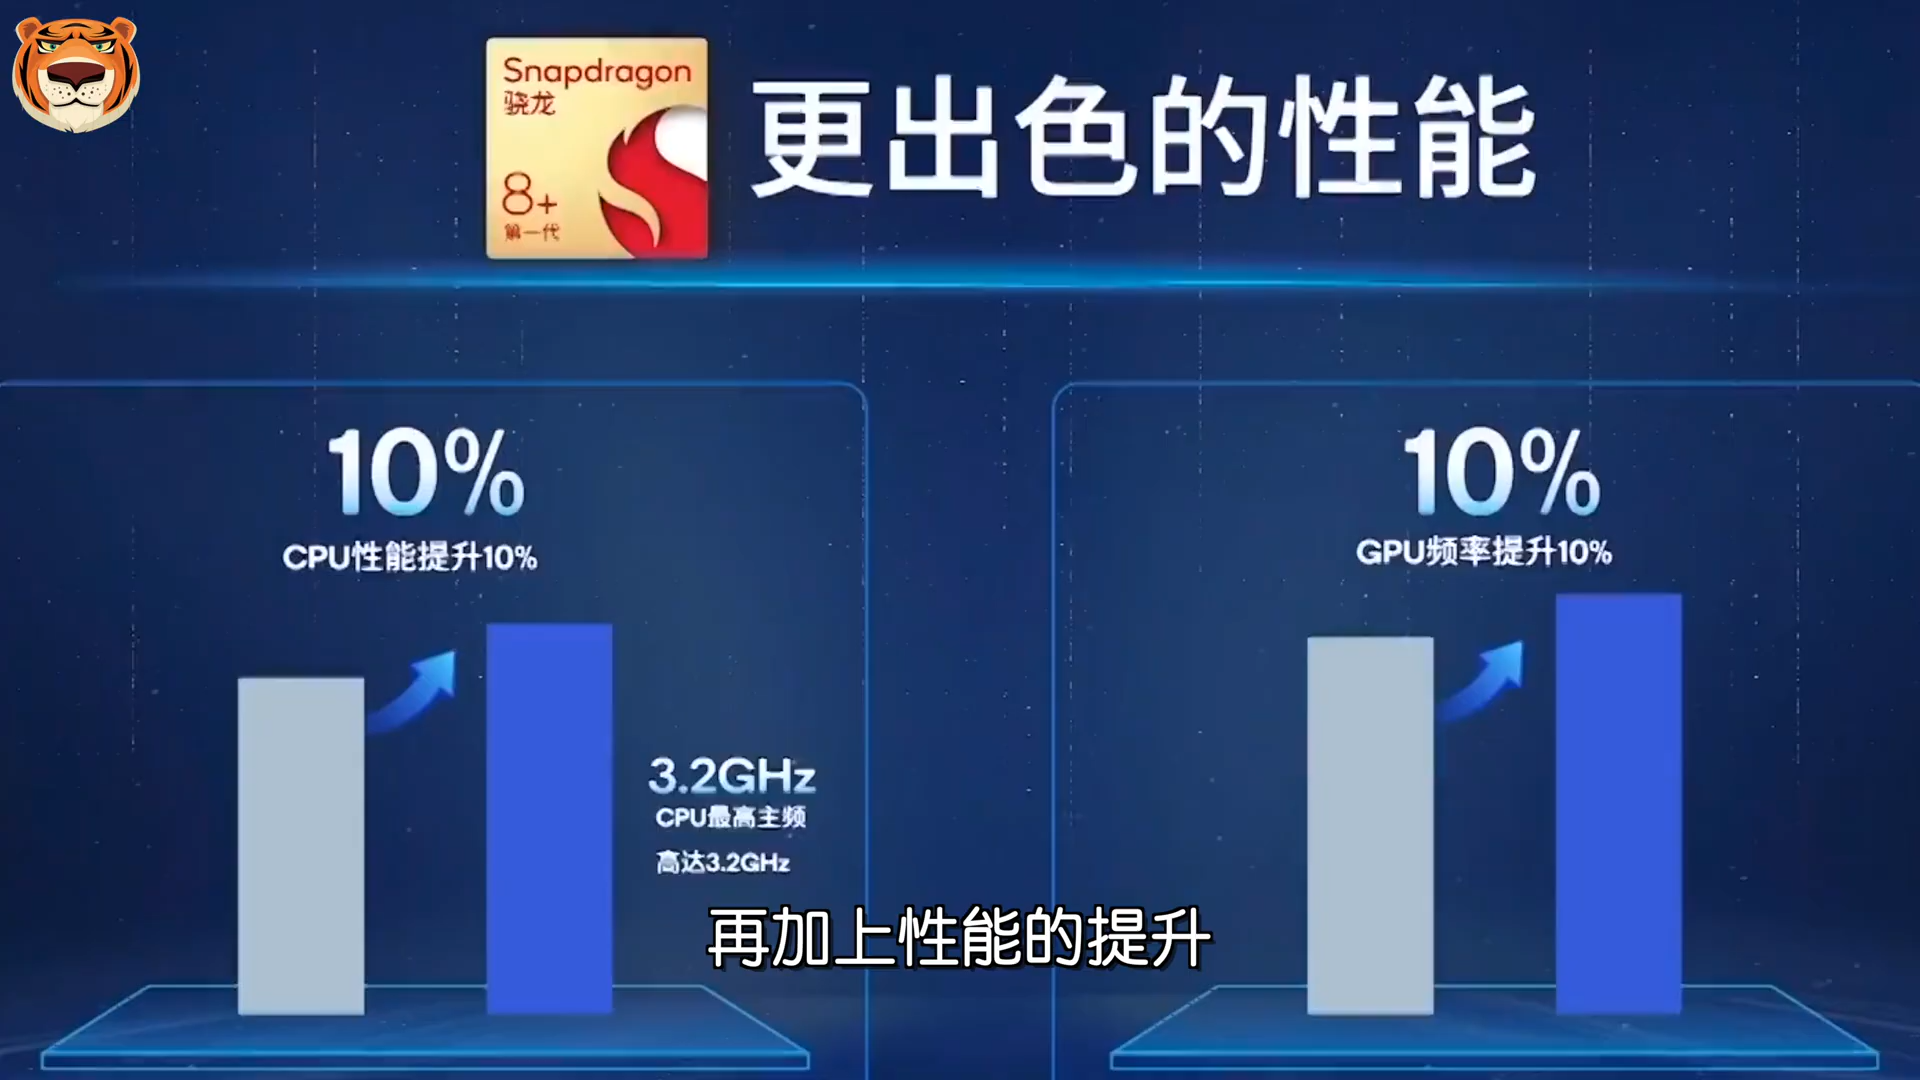 Snapdragon
骁龙
8+
第一代
更出色的性能
10%
CPU性能提升10%
3.2GHz
CPU最高主频
高达3.2GHz
10%
GPU频率提升10%
再加上性能的提升